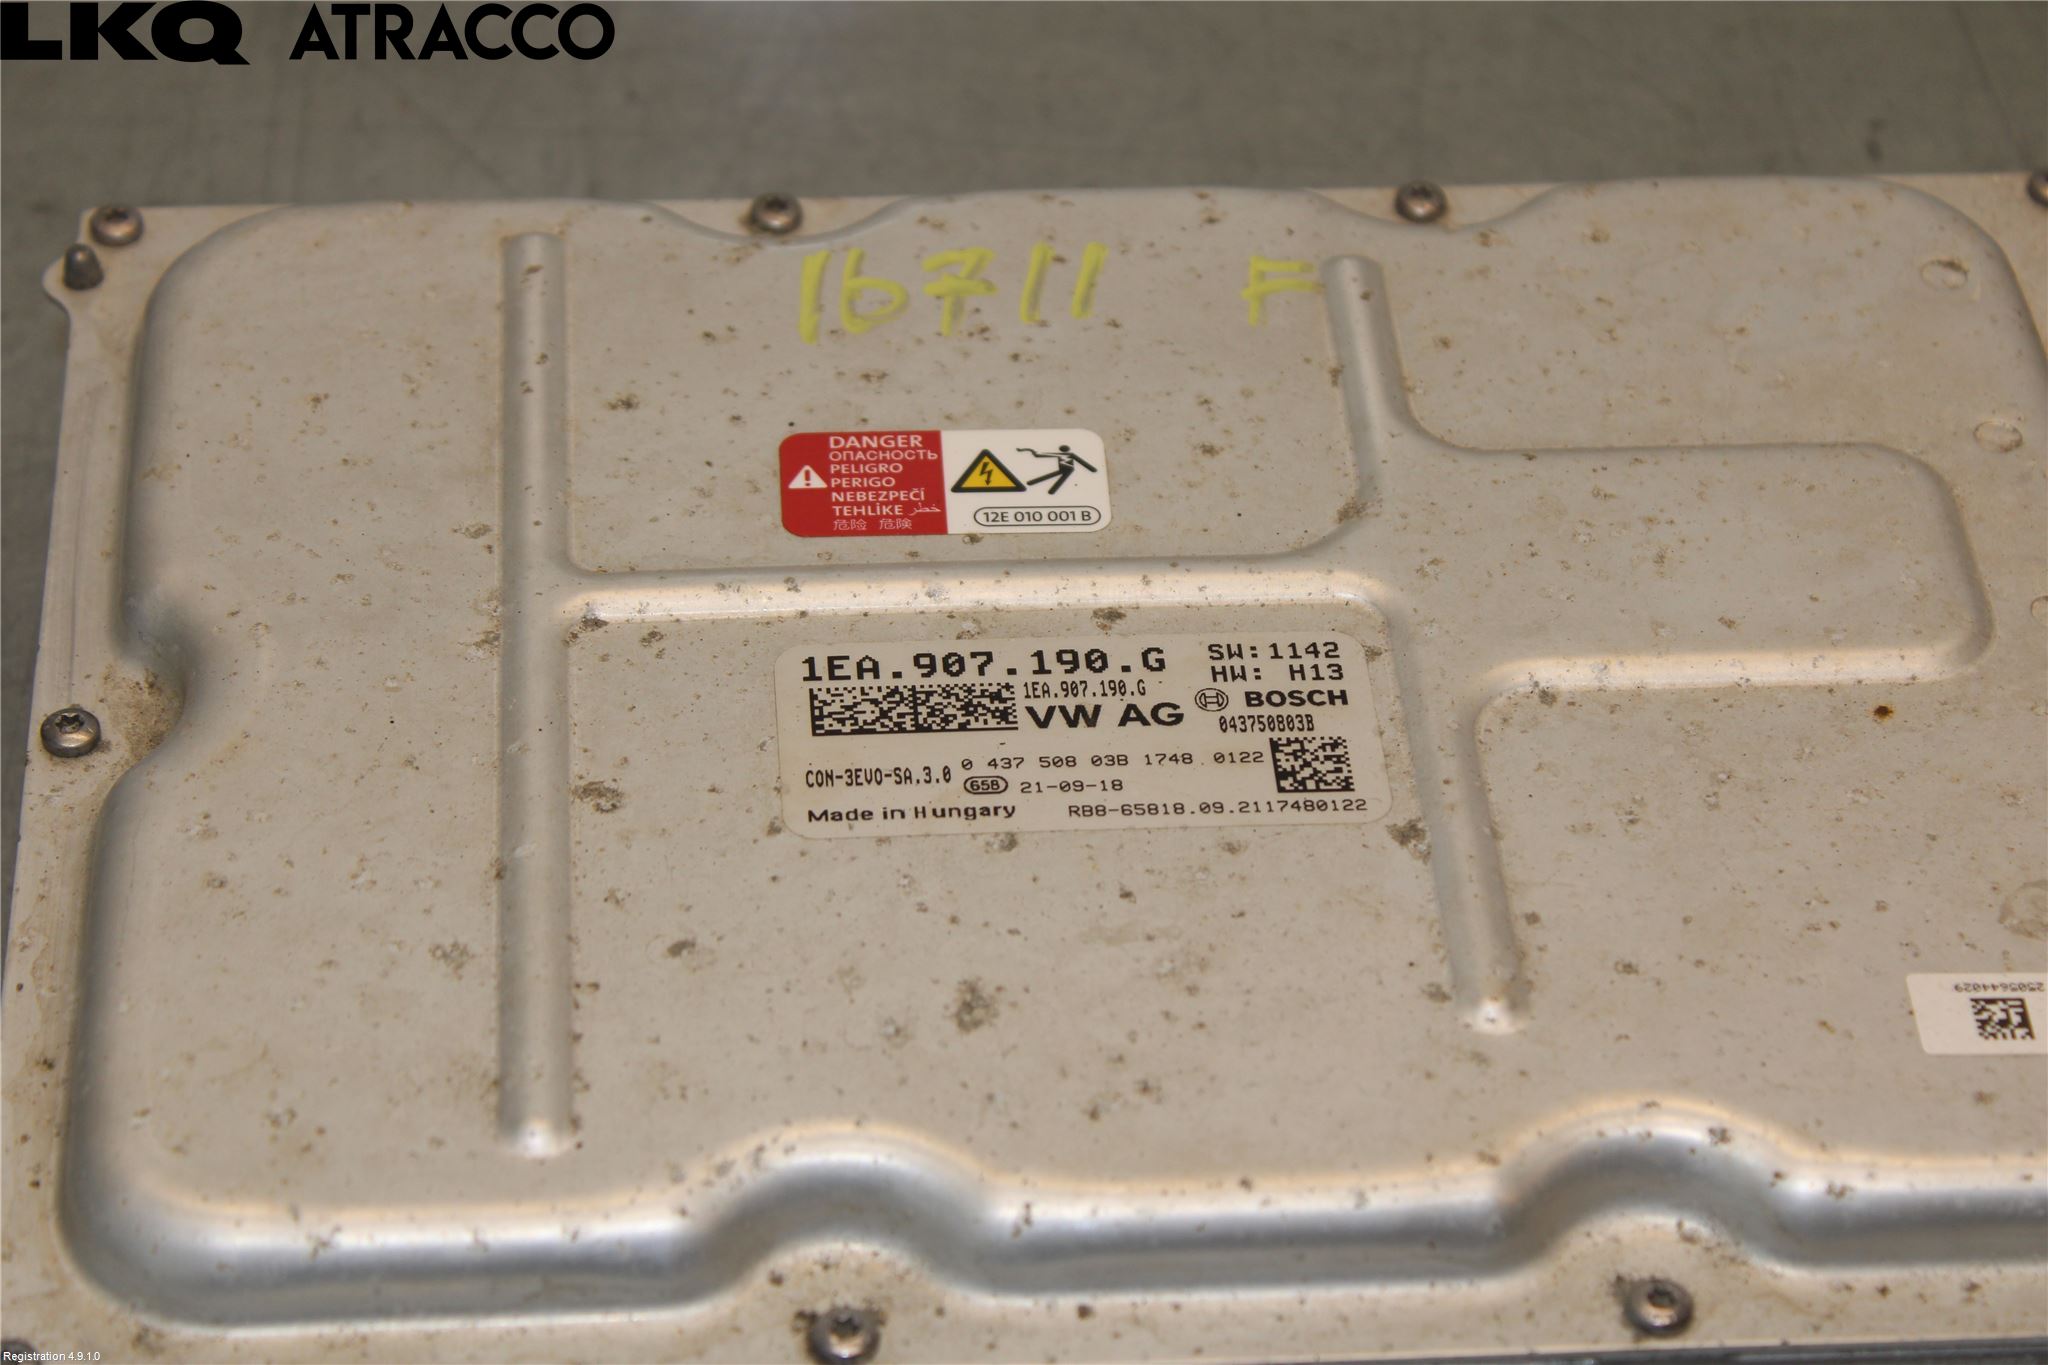 LKQ ATRACCO
16711 F
DANGER
ОПАСНОСТЬ
PELIGRO
PERIGO
NEBEZPEČÍ
TEHLİKE خطر
危险 危険
12E 010 001 B
1EA.907.190.G
SW:1142
HW: H13
1EA.907.190.G
VW AG
BOSCH
043750803B
CON-3EVO-SA.3.0
0 437 508 03B 1748 0122
658 21-09-18
Made in Hungary
RB8-65818.09.2117480122
2505644029
Registration 4.9.1.0